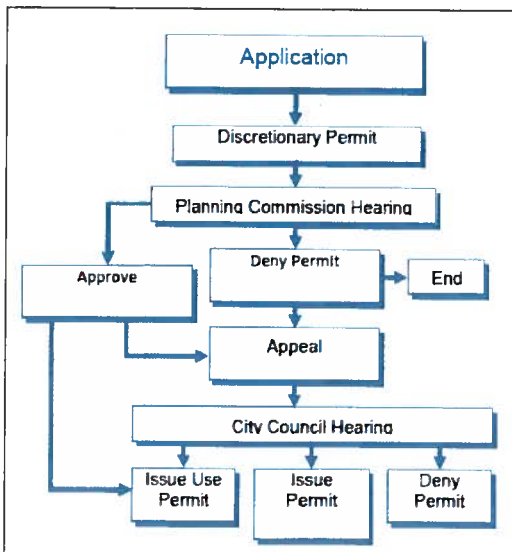 Application
Discretionary Permit
Planning Commission Hearing
Approve
Deny Permit
End
Appeal
City Council Hearing
Issue Use
Permit
Issue
Permit
Deny
Permit